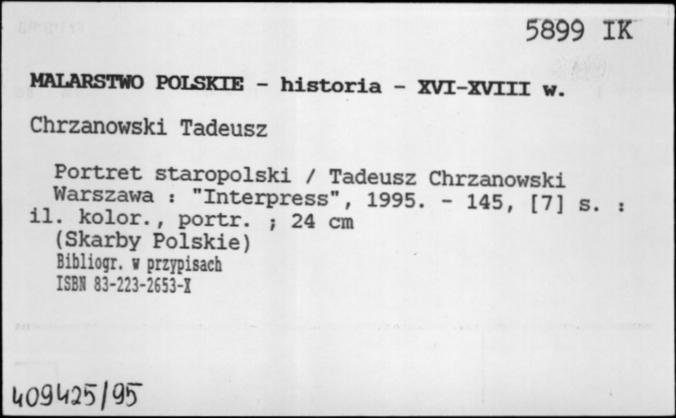 5899 IK
MALARSTWO POLSKIE - historia - XVI-XVIII w.
Chrzanowski Tadeusz
Portret staropolski / Tadeusz Chrzanowski
Warszawa : "Interpress", 1995. - 145, [7] s. :
il. kolor., portr. ; 24 cm
(Skarby Polskie)
Bibliogr. w przypisach
ISBN 83-223-2653-X
409425/95